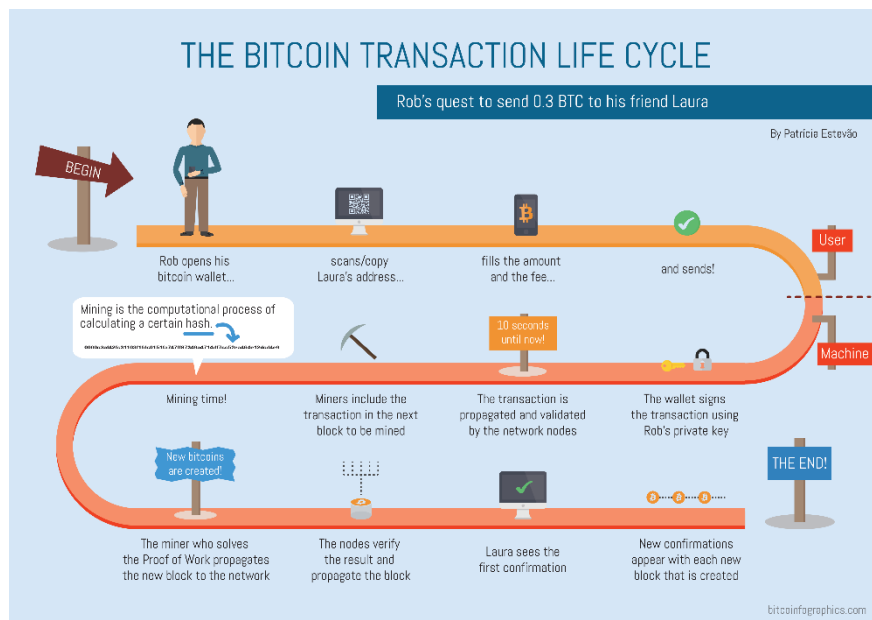 THE BITCOIN TRANSACTION LIFE CYCLE
Rob's quest to send 0.3 BTC to his friend Laura
By Patrícia Estevão
BEGIN
Rob opens his
bitcoin wallet...
scans/copy
Laura's address...
fills the amount
and the fee...
and sends!
User
Machine
The wallet signs
the transaction using
Rob's private key
10 seconds
until now!
The transaction is
propagated and validated
by the network nodes
Miners include the
transaction in the next
block to be mined
Mining is the computational process of
calculating a certain hash.
Mining time!
New bitcoins
are created!
The miner who solves
the Proof of Work propagates
the new block to the network
The nodes verify
the result and
propagate the block
Laura sees the
first confirmation
New confirmations
appear with each new
block that is created
THE END!
bitcoinfagraphics.com